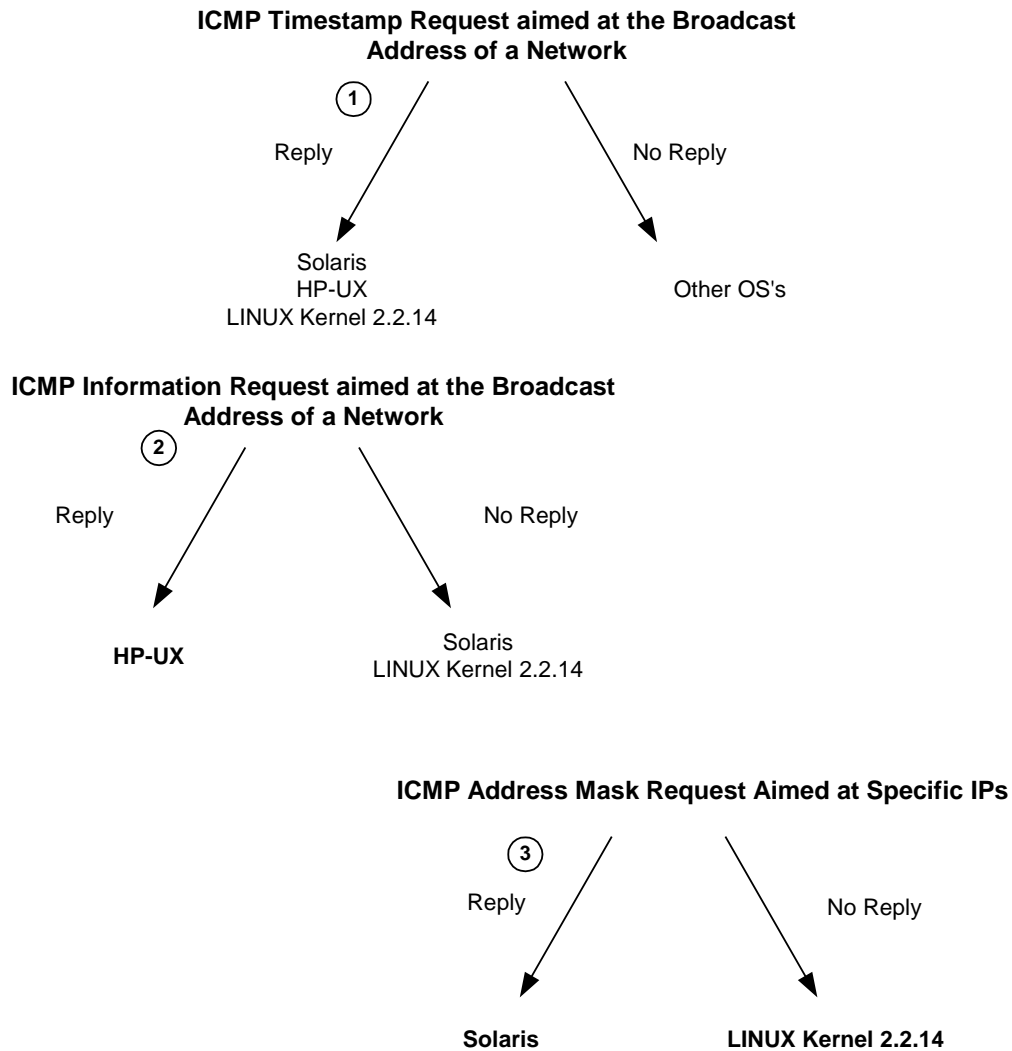 ICMP Timestamp Request aimed at the Broadcast
Address of a Network
1
Reply
No Reply
Solaris
HP-UX
LINUX Kernel 2.2.14
Other OS's
ICMP Information Request aimed at the Broadcast
Address of a Network
2
Reply
No Reply
HP-UX
Solaris
LINUX Kernel 2.2.14
ICMP Address Mask Request Aimed at Specific IPs
3
Reply
No Reply
Solaris
LINUX Kernel 2.2.14